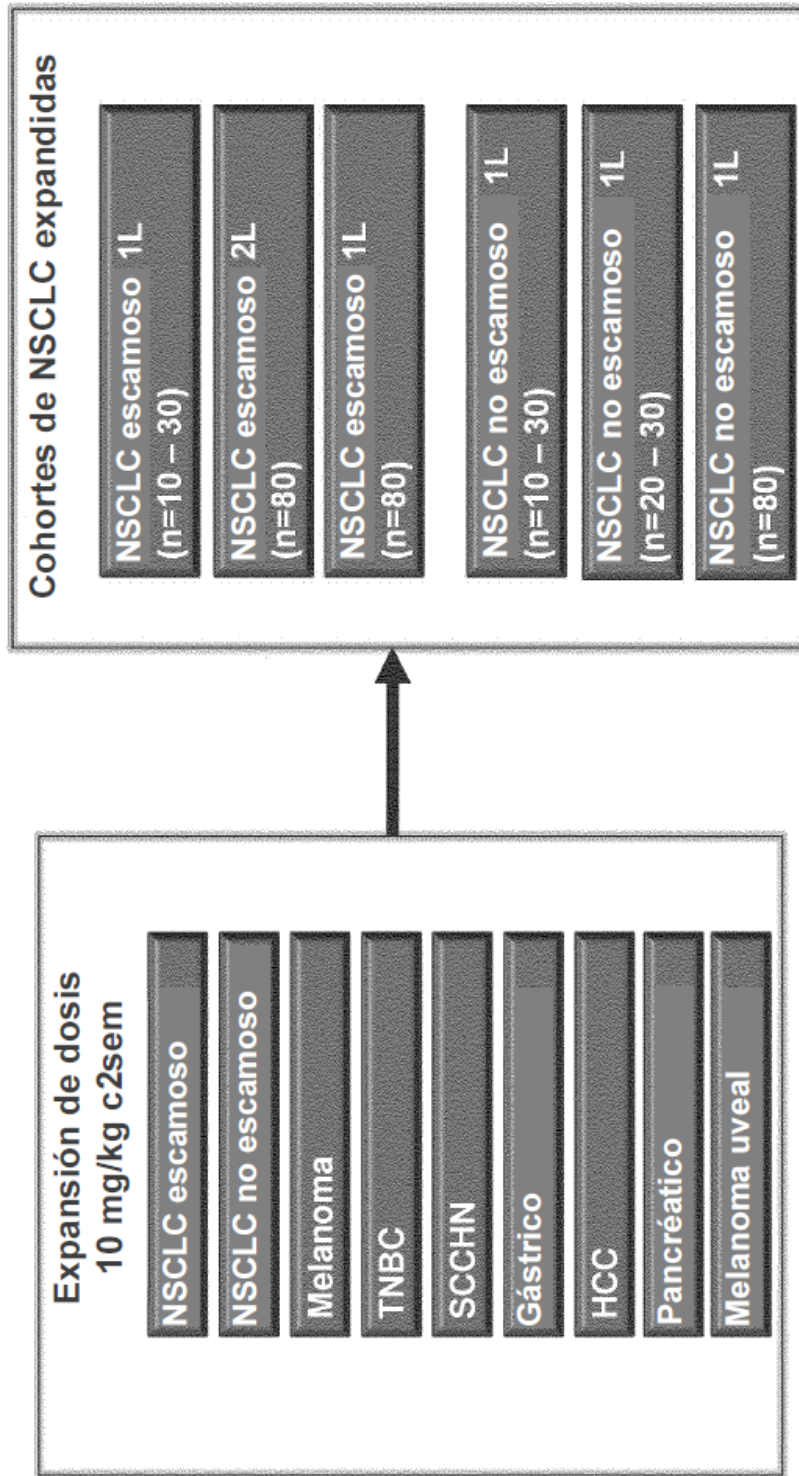 Expansión de dosis
10 mg/kg c2sem
NSCLC escamoso
NSCLC no escamoso
Melanoma
TNBC
SCCHN
Gástrico
HCC
Pancréatico
Melanoma uveal
Cohortes de NSCLC expandidas
NSCLC escamoso 1L
(n=10 – 30)
NSCLC escamoso 2L
(n=80)
NSCLC escamoso 1L
(n=80)
NSCLC no escamoso 1L
(n=10 – 30)
NSCLC no escamoso 1L
(n=20 – 30)
NSCLC no escamoso 1L
(n=80)